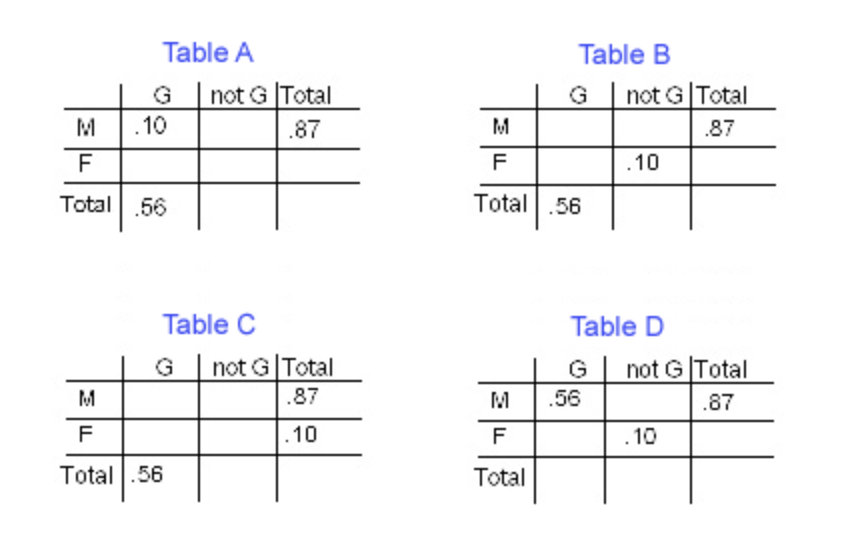 Table A
G not G Total
M .10 .87
F
Total .56
Table B
G not G Total
M .87
F .10
Total .56
Table C
G not G Total
M .87
F .10
Total .56
Table D
G not G Total
M .56 .87
F .10
Total